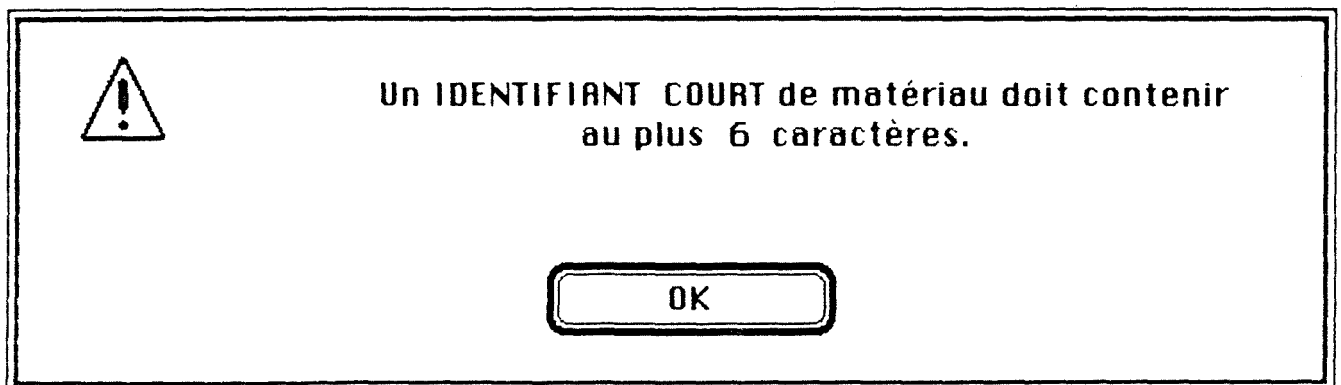 Un IDENTIFIANT COURT de matériau doit contenir
au plus 6 caractères.
OK